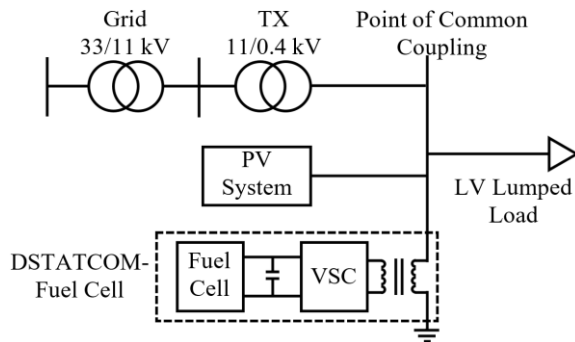 Grid
33/11 kV
TX
11/0.4 kV
Point of Common
Coupling
PV
System
LV Lumped
Load
DSTATCOM-
Fuel Cell
Fuel
Cell
VSC